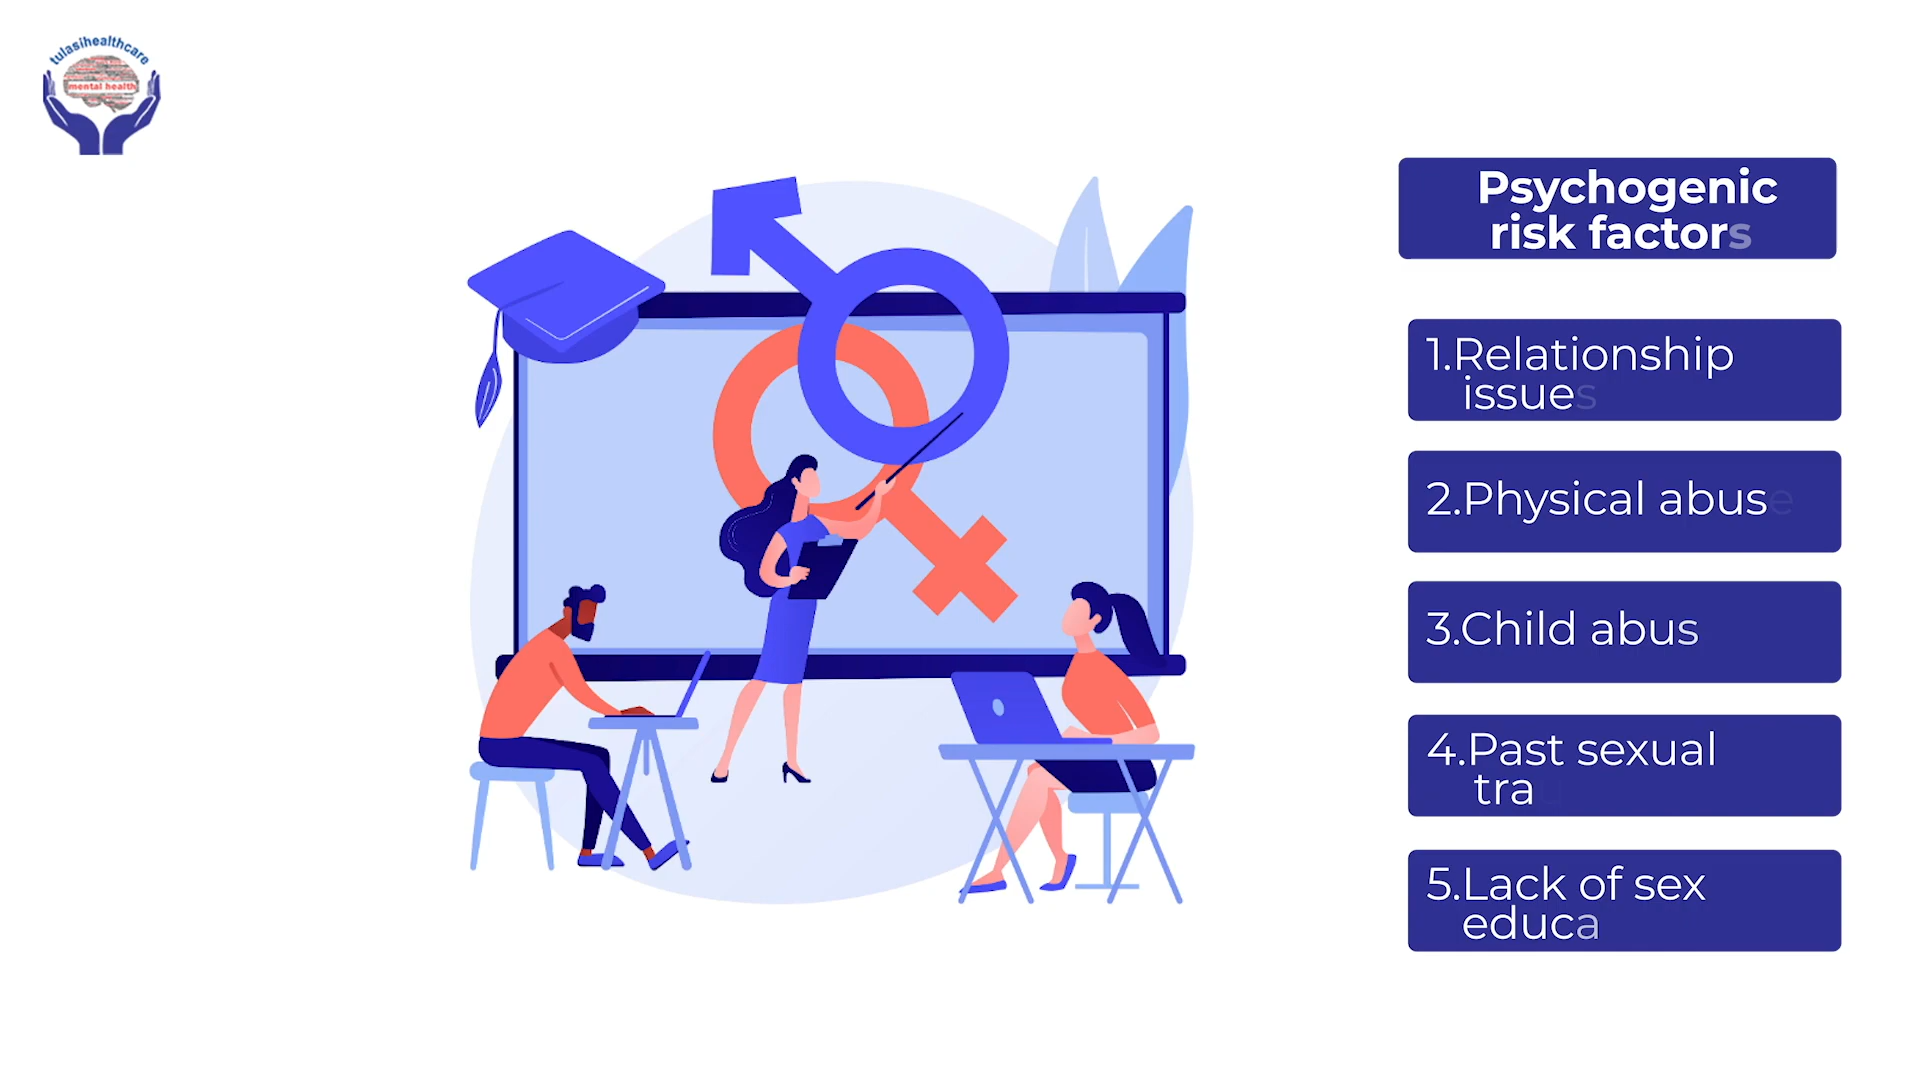 tulasihealthcare
mental health
Psychogenic
risk factors
1.Relationship
issues
2.Physical abuse
3.Child abus
4.Past sexual
tra
5.Lack of sex
educa